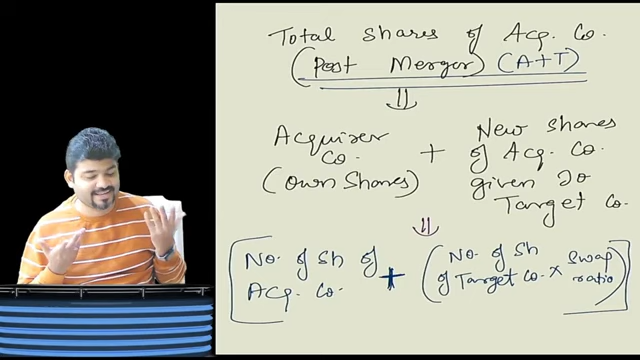 Total shares of Acq. Co.
(Post Merger) (A+T)
⇓
Acquirer
Co.
(Own Shares)
+
New shares
of Acq. Co.
given to
Target Co.
⇓
[No. of Sh of
Acq. Co.
+
(No. of Sh
of Target Co. × Swap
ratio)]